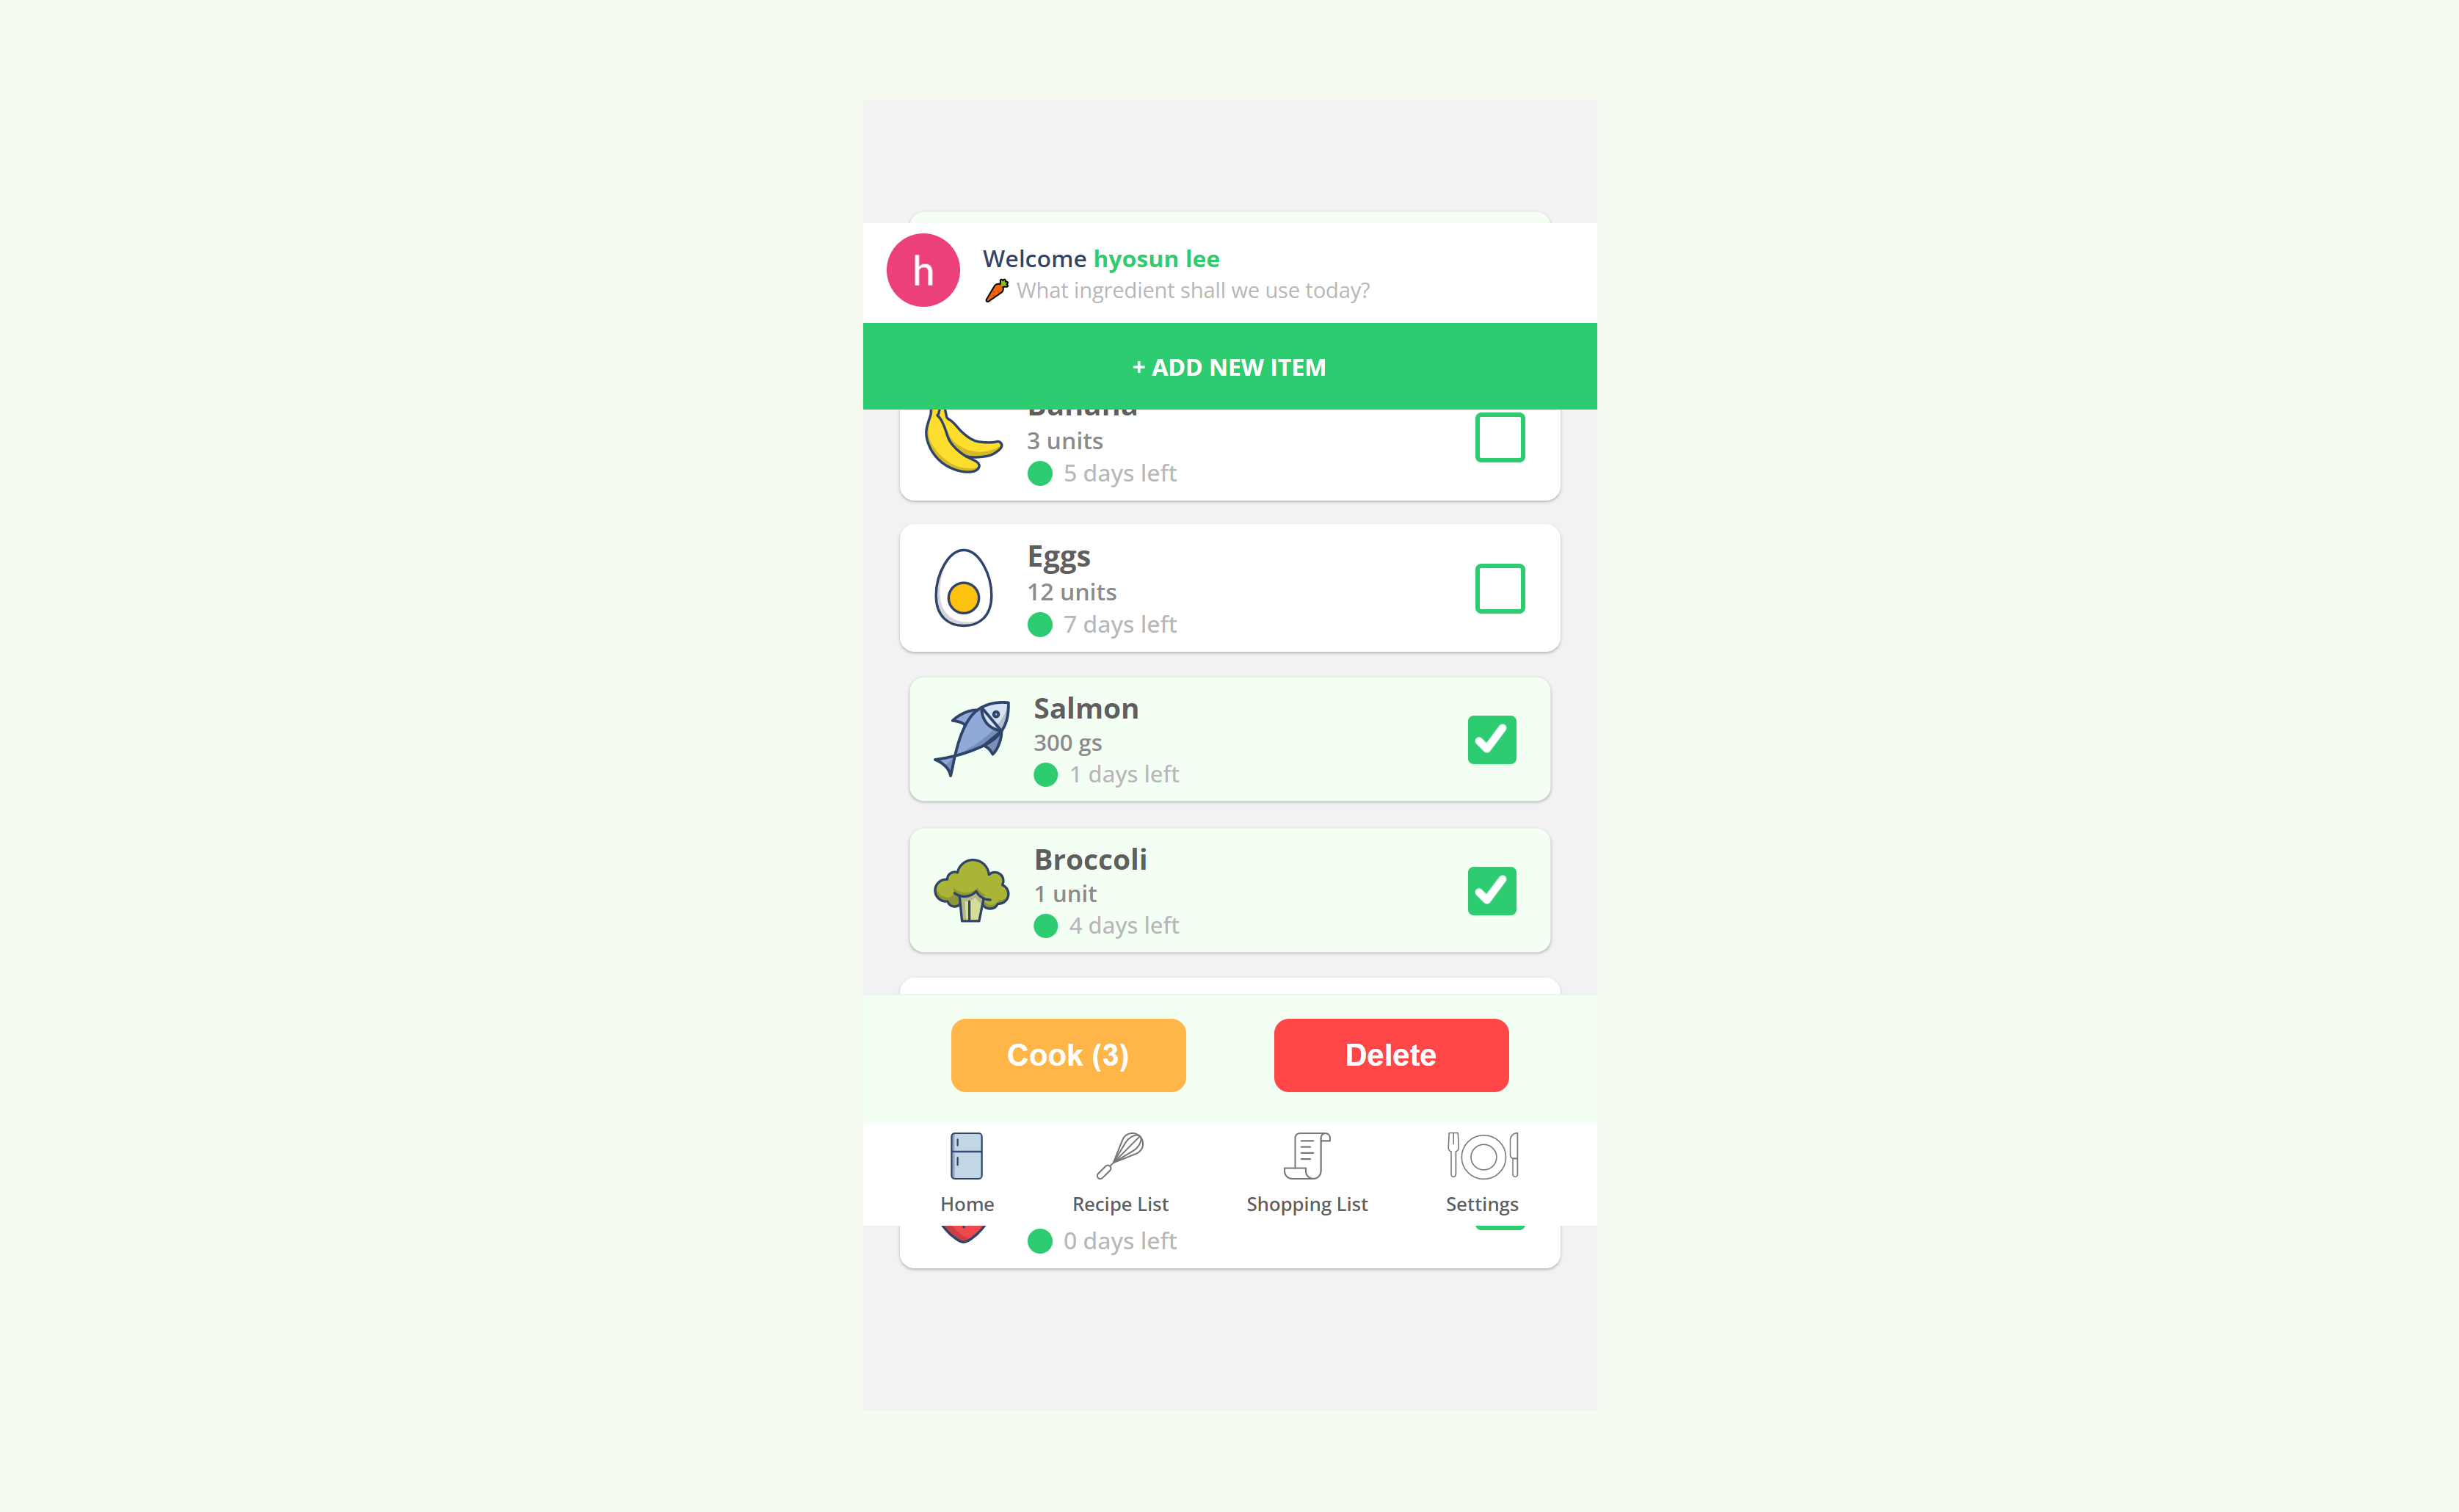 h
Welcome hyosun lee
What ingredient shall we use today?
+ ADD NEW ITEM
Banana
3 units
5 days left
Eggs
12 units
7 days left
Salmon
300 gs
1 days left
Broccoli
1 unit
4 days left
Cook (3)
Delete
Home
Recipe List
Shopping List
Settings
0 days left